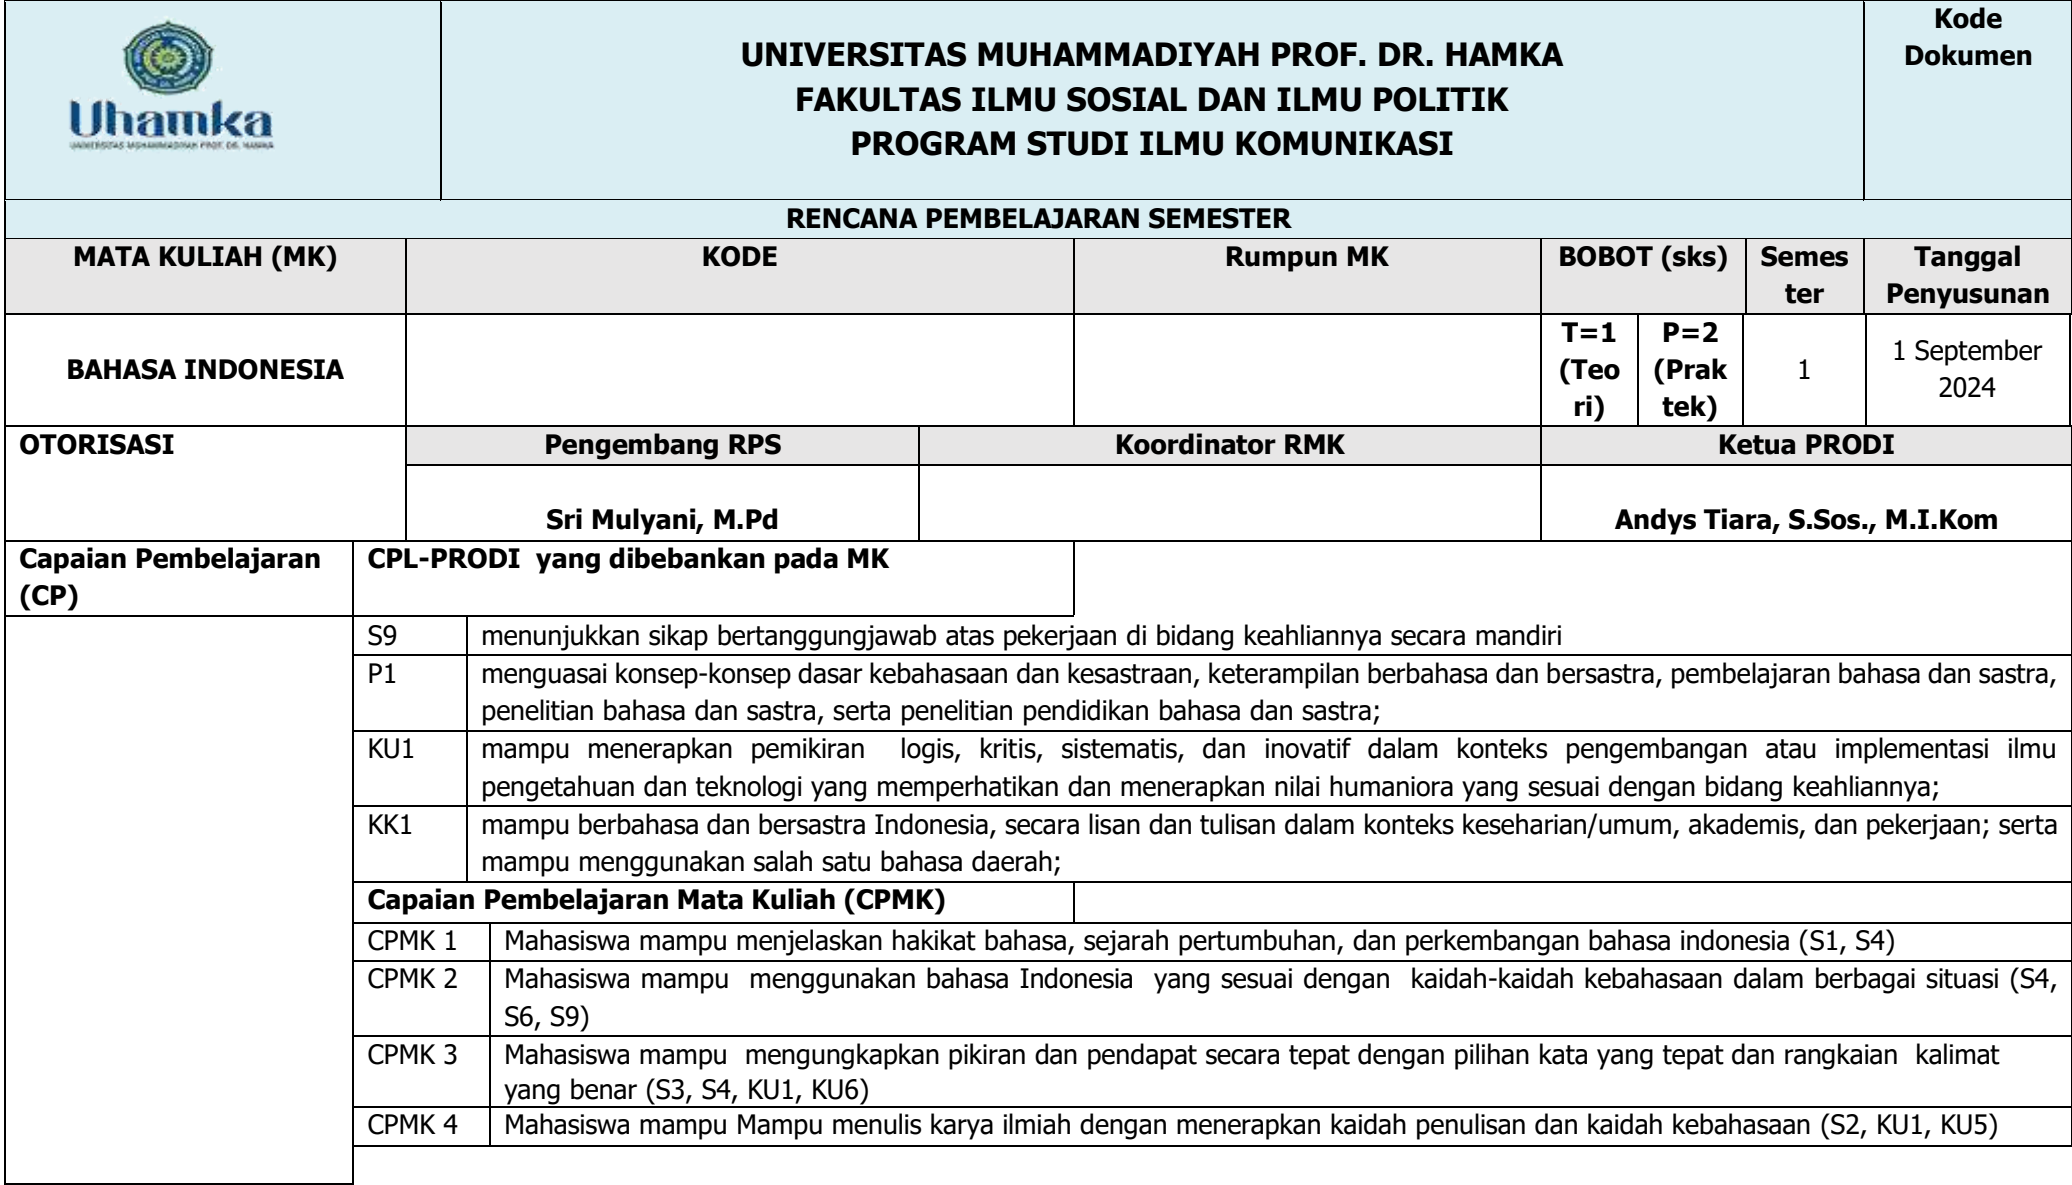 Uhamka
UNIVERSITAS MUHAMMADIYAH PROF. DR. HAMKA
UNIVERSITAS MUHAMMADIYAH PROF. DR. HAMKA
FAKULTAS ILMU SOSIAL DAN ILMU POLITIK
PROGRAM STUDI ILMU KOMUNIKASI
Kode
Dokumen
RENCANA PEMBELAJARAN SEMESTER
MATA KULIAH (MK)
KODE
Rumpun MK
BOBOT (sks)
Semes
ter
Tanggal
Penyusunan
BAHASA INDONESIA
T=1
(Teo
ri)
P=2
(Prak
tek)
1
1 September
2024
OTORISASI
Pengembang RPS
Koordinator RMK
Ketua PRODI
Sri Mulyani, M.Pd
Andys Tiara, S.Sos., M.I.Kom
Capaian Pembelajaran
(CP)
CPL-PRODI yang dibebankan pada MK
S9 menunjukkan sikap bertanggungjawab atas pekerjaan di bidang keahliannya secara mandiri
P1 menguasai konsep-konsep dasar kebahasaan dan kesastraan, keterampilan berbahasa dan bersastra, pembelajaran bahasa dan sastra,
penelitian bahasa dan sastra, serta penelitian pendidikan bahasa dan sastra;
KU1 mampu menerapkan pemikiran logis, kritis, sistematis, dan inovatif dalam konteks pengembangan atau implementasi ilmu
pengetahuan dan teknologi yang memperhatikan dan menerapkan nilai humaniora yang sesuai dengan bidang keahliannya;
KK1 mampu berbahasa dan bersastra Indonesia, secara lisan dan tulisan dalam konteks keseharian/umum, akademis, dan pekerjaan; serta
mampu menggunakan salah satu bahasa daerah;
Capaian Pembelajaran Mata Kuliah (CPMK)
CPMK 1 Mahasiswa mampu menjelaskan hakikat bahasa, sejarah pertumbuhan, dan perkembangan bahasa indonesia (S1, S4)
CPMK 2 Mahasiswa mampu menggunakan bahasa Indonesia yang sesuai dengan kaidah-kaidah kebahasaan dalam berbagai situasi (S4,
S6, S9)
CPMK 3 Mahasiswa mampu mengungkapkan pikiran dan pendapat secara tepat dengan pilihan kata yang tepat dan rangkaian kalimat
yang benar (S3, S4, KU1, KU6)
CPMK 4 Mahasiswa mampu Mampu menulis karya ilmiah dengan menerapkan kaidah penulisan dan kaidah kebahasaan (S2, KU1, KU5)